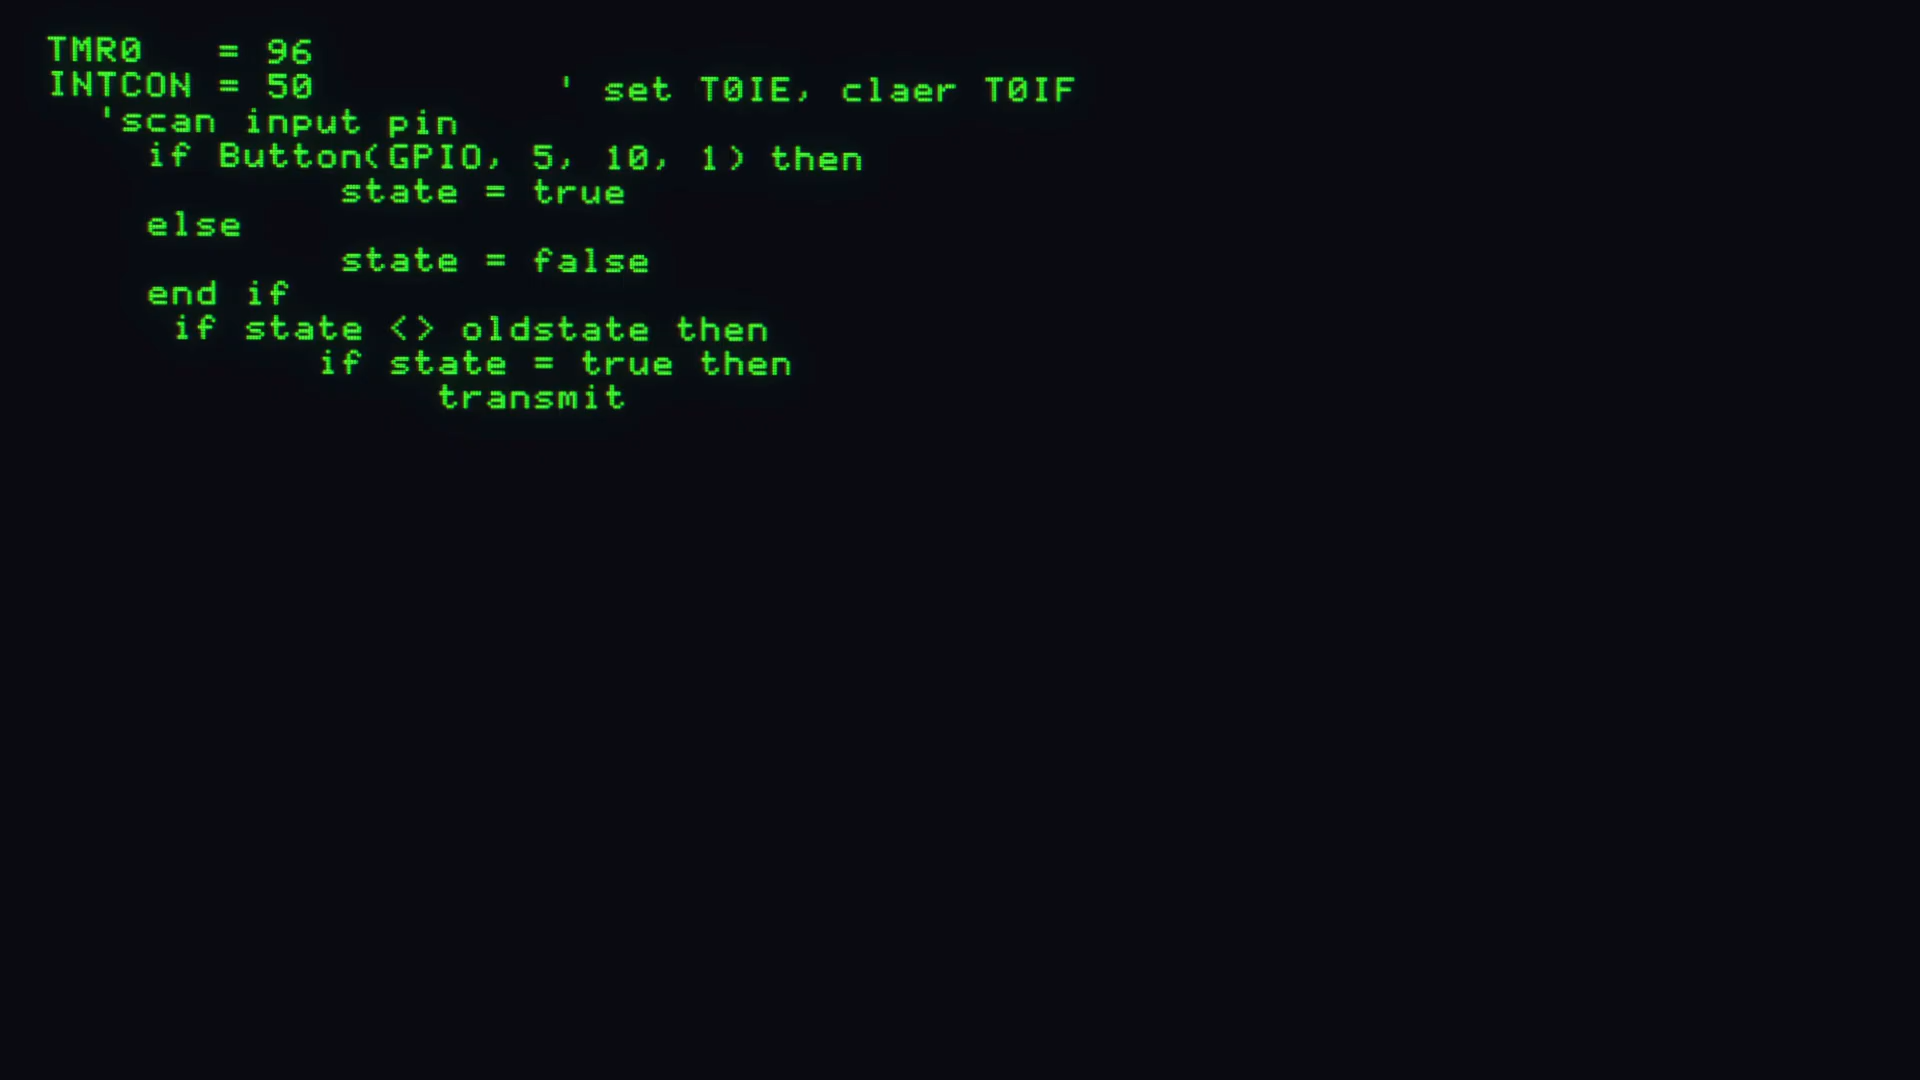 TMR0   = 96
INTCON = 50          ' set T0IE, claer T0IF
'scan input pin
if Button(GPIO, 5, 10, 1) then
state = true
else
state = false
end if
if state <> oldstate then
if state = true then
transmit